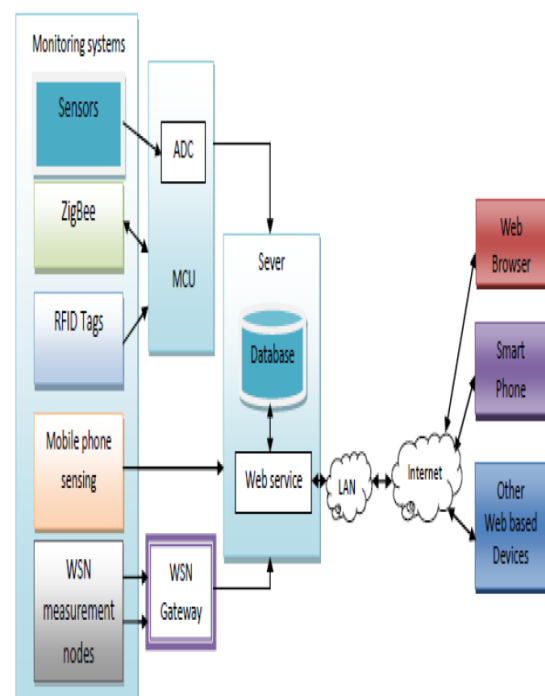 Monitoring systems
Sensors
ADC
ZigBee
MCU
RFID Tags
Sever
Database
Web service
Mobile phone
sensing
WSN
measurement
nodes
WSN
Gateway
LAN
Internet
Web
Browser
Smart
Phone
Other
Web based
Devices